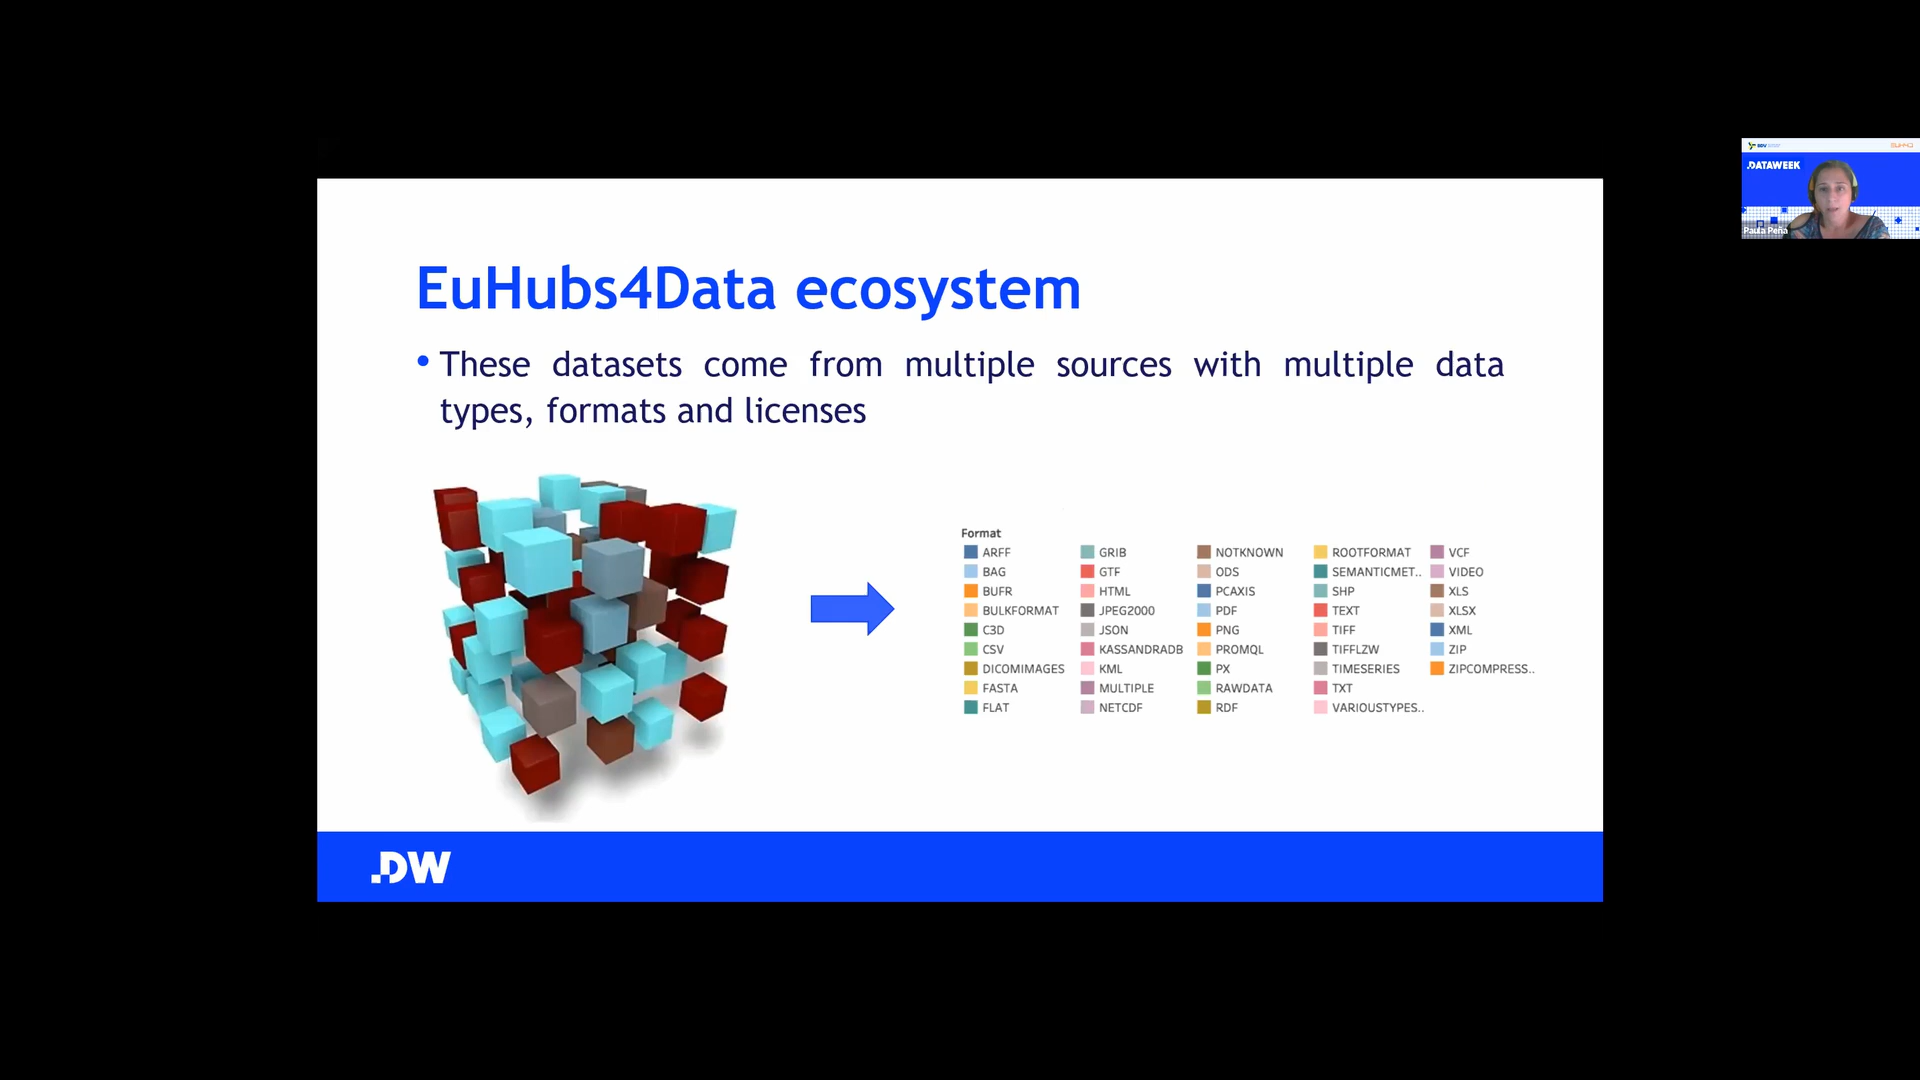 EuHubs4Data ecosystem
• These datasets come from multiple sources with multiple data
types, formats and licenses
Format
ARFF
BAG
BUFR
BULKFORMAT
C3D
CSV
DICOMIMAGES
FASTA
FLAT
GRIB
GTF
HTML
JPEG2000
JSON
KASSANDRADB
KML
MULTIPLE
NETCDF
NOTKNOWN
ODS
PCAXIS
PDF
PNG
PROMQL
PX
RAWDATA
RDF
ROOTFORMAT
SEMANTICMET..
SHP
TEXT
TIFF
TIFFLZW
TIMESERIES
TXT
VARIOUSTYPES..
VCF
VIDEO
XLS
XLSX
XML
ZIP
ZIPCOMPRESS..
.DW
BDV
.DATAWEEK
Paula Peña